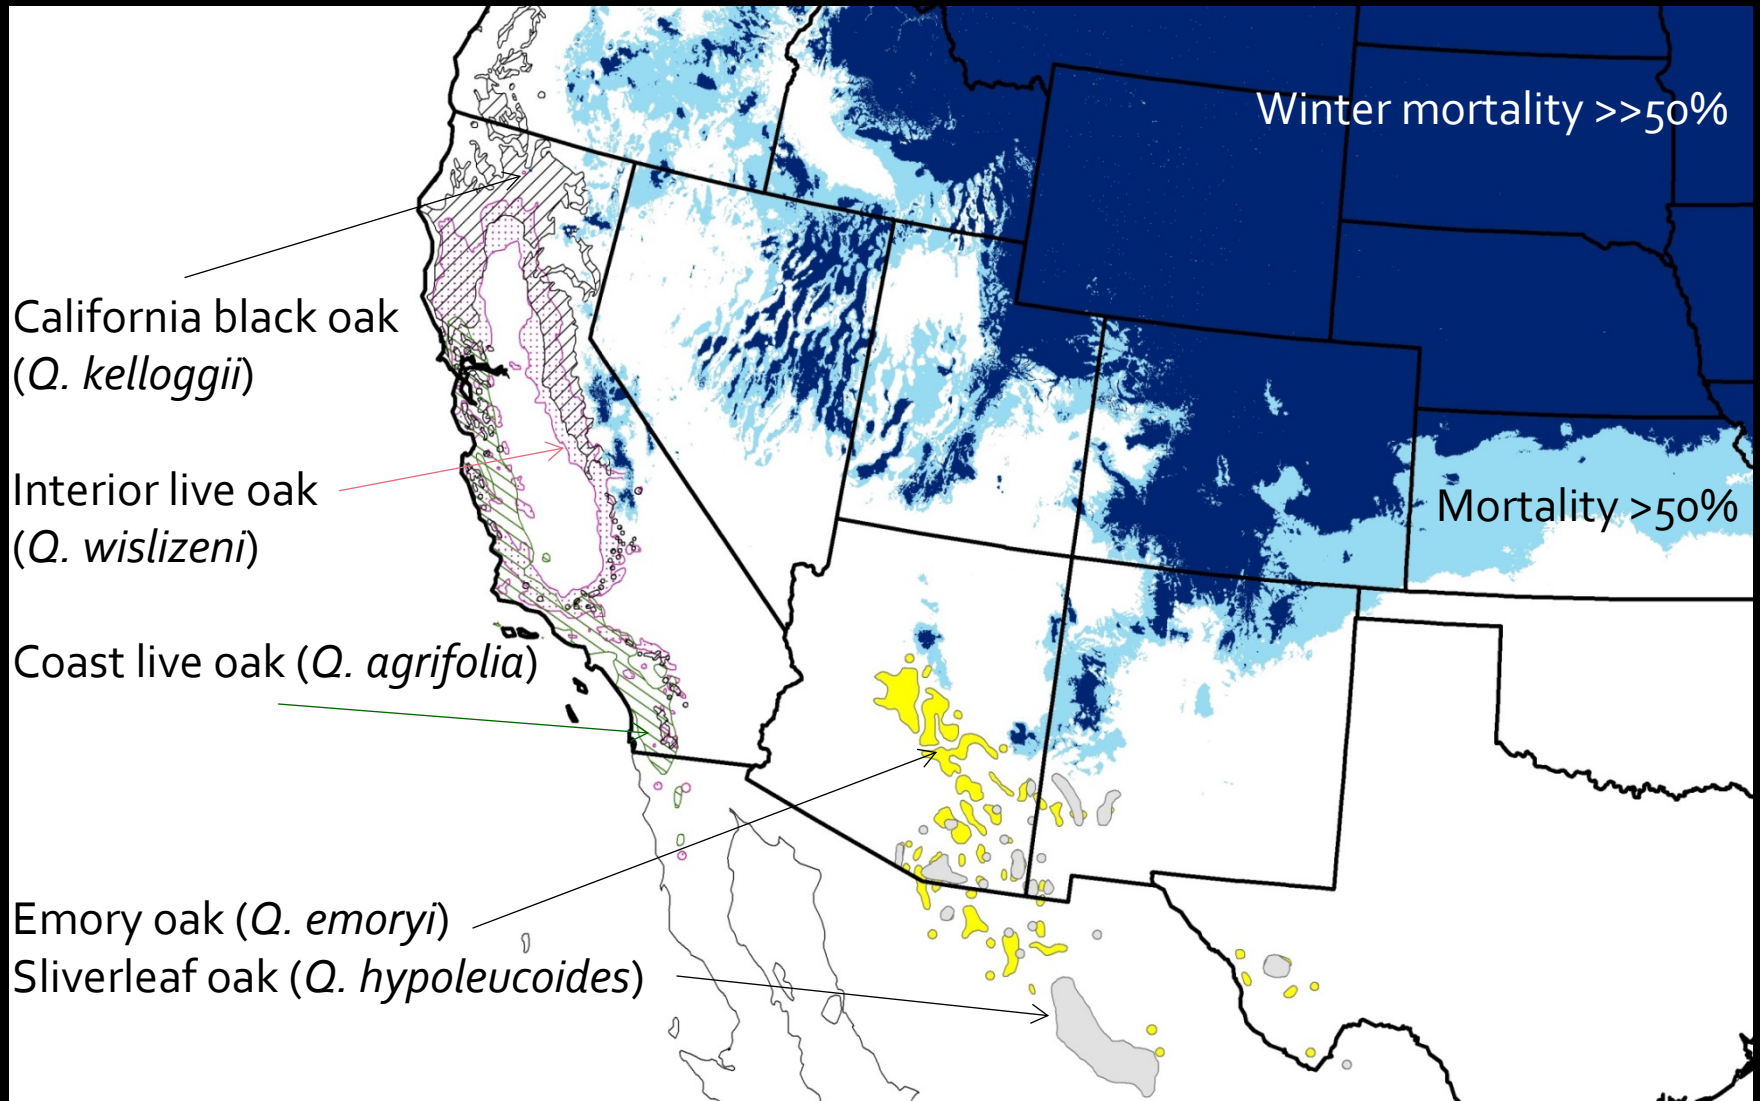 Winter mortality >>50%
California black oak
(Q. kelloggii)
Interior live oak
(Q. wislizeni)
Mortality >50%
Coast live oak (Q. agrifolia)
Emory oak (Q. emoryi)
Sliverleaf oak (Q. hypoleucoides)